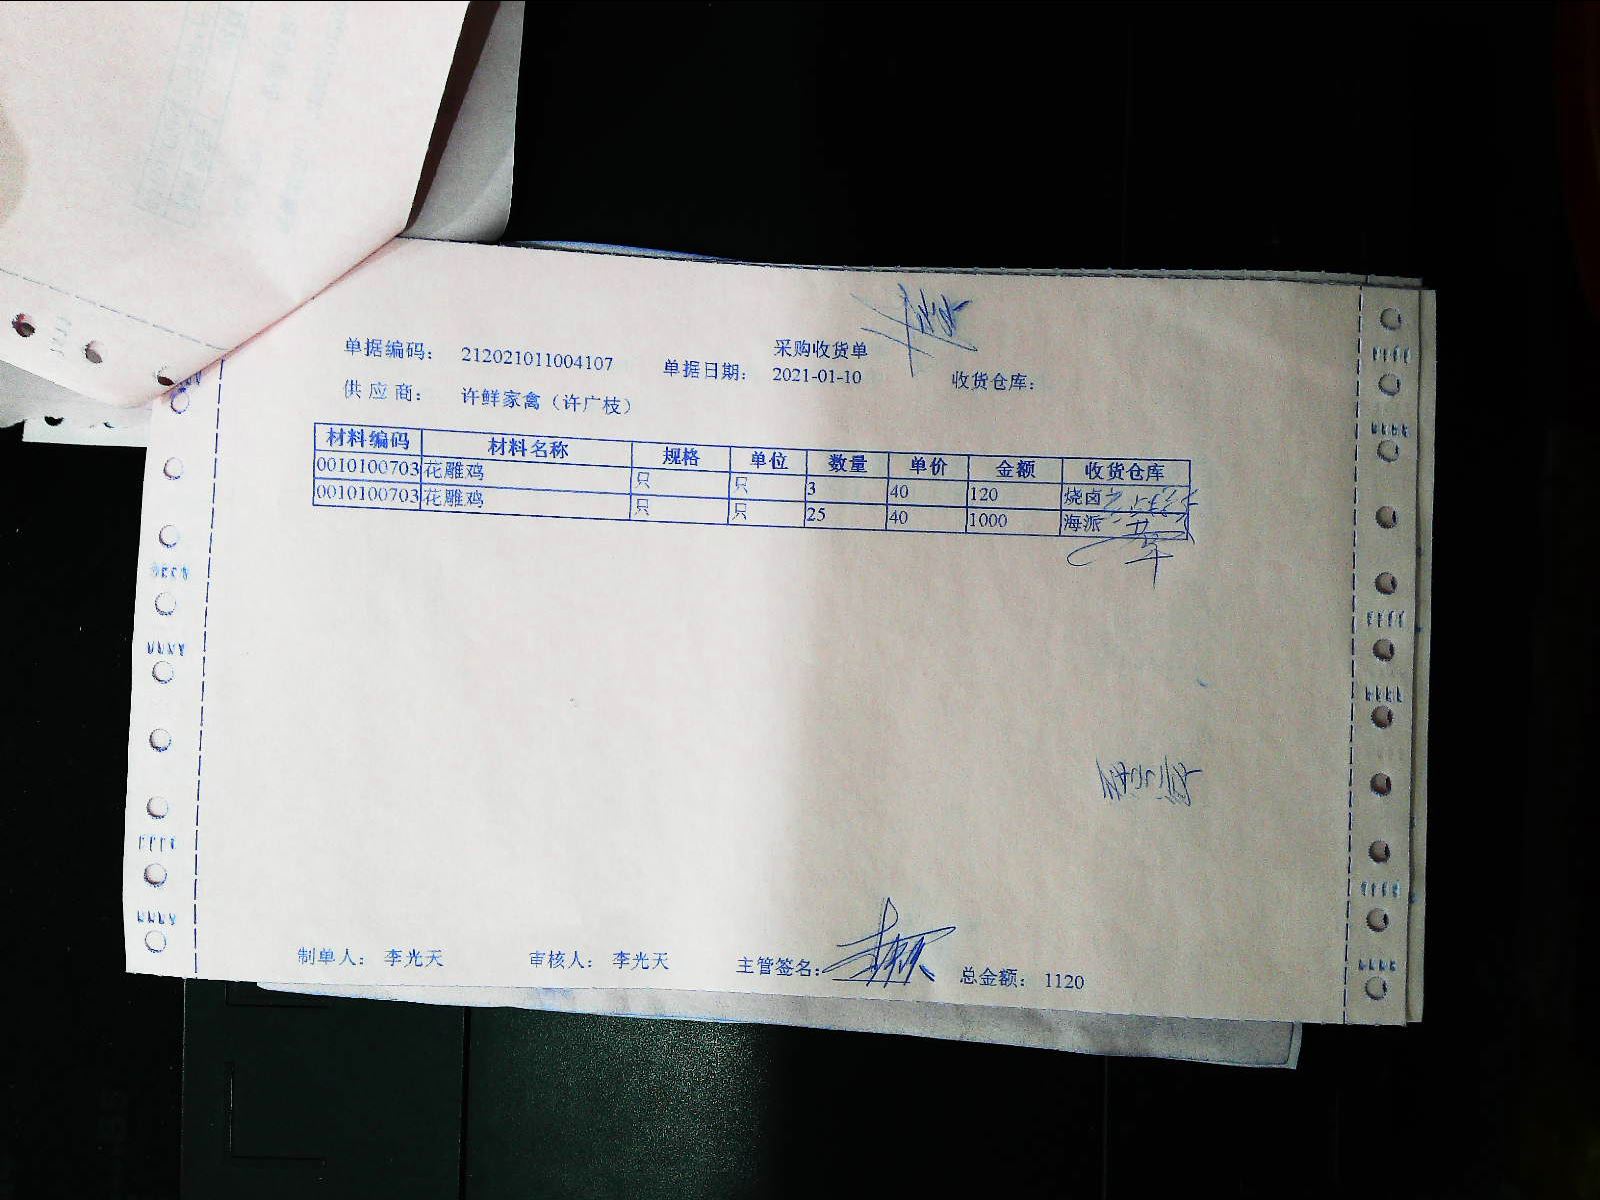 采购收货单
单据编码： 212021011004107 单据日期： 2021-01-10 收货仓库：
供应商： 许鲜家禽（许广枝）
材料编码 材料名称 规格 单位 数量 单价 金额 收货仓库
0010100703 花雕鸡 只 只 3 40 120 烧卤
0010100703 花雕鸡 只 只 25 40 1000 海派
制单人： 李光天 审核人： 李光天 主管签名： 总金额： 1120